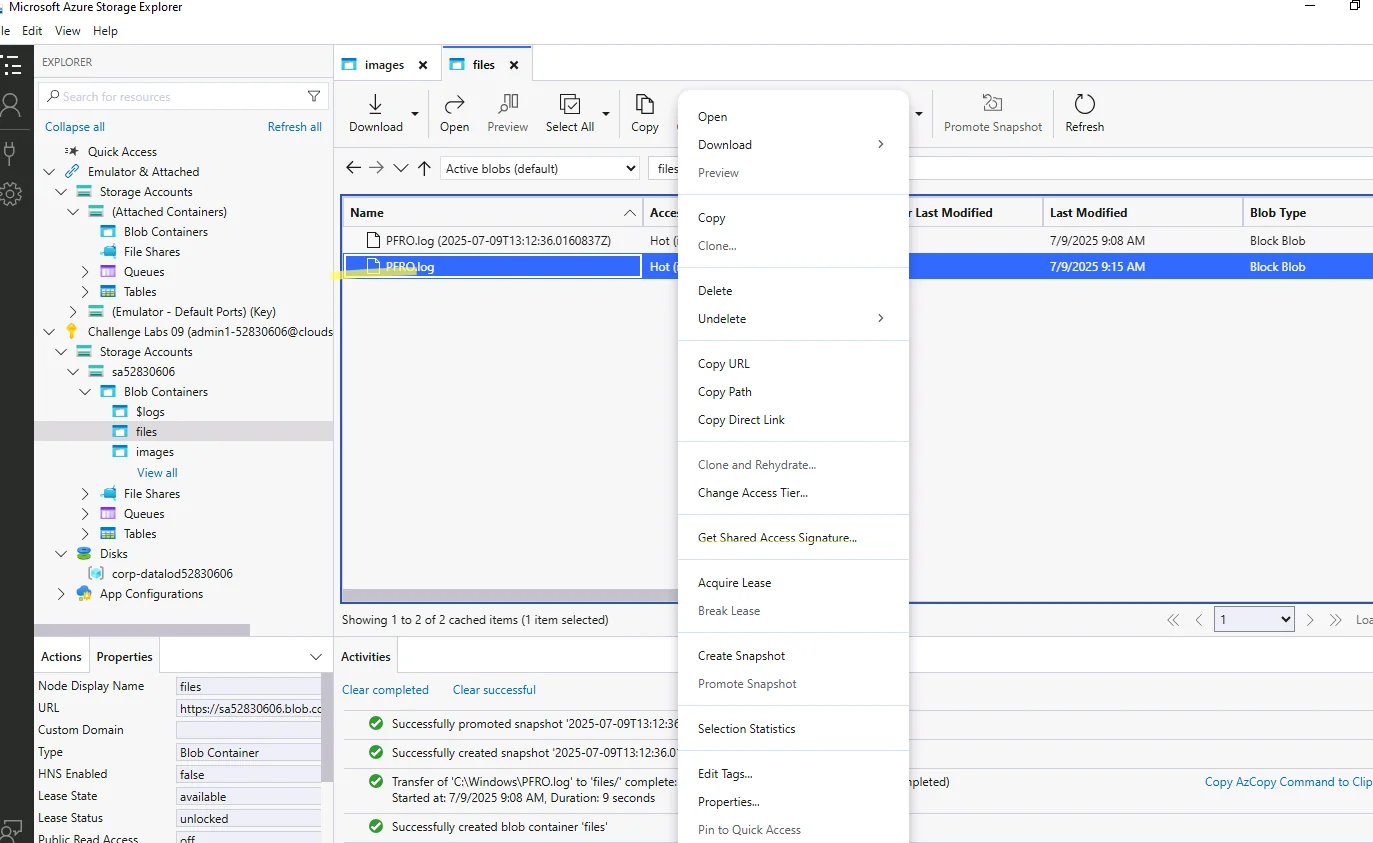 Microsoft Azure Storage Explorer
le Edit View Help
EXPLORER
Search for resources
Collapse all Refresh all
Quick Access
Emulator & Attached
Storage Accounts
(Attached Containers)
Blob Containers
File Shares
Queues
Tables
(Emulator - Default Ports) (Key)
Challenge Labs 09 (admin1-52830606@clouds
Storage Accounts
sa52830606
Blob Containers
$logs
files
images
View all
File Shares
Queues
Tables
Disks
corp-datalod52830606
App Configurations
Actions Properties
Node Display Name files
URL https://sa52830606.blob.cc
Custom Domain
Type Blob Container
HNS Enabled false
Lease State available
Lease Status unlocked
Public Read Access off
images files
Download Open Preview Select All Copy Promote Snapshot Refresh
Active blobs (default) files
Name Acces r Last Modified Last Modified Blob Type
PFRO.log (2025-07-09T13:12:36.0160837Z) Hot (i 7/9/2025 9:08 AM Block Blob
PFRO.log Hot (i 7/9/2025 9:15 AM Block Blob
Showing 1 to 2 of 2 cached items (1 item selected) 1 Loa
Activities
Clear completed Clear successful
Successfully promoted snapshot '2025-07-09T13:12:36
Successfully created snapshot '2025-07-09T13:12:36.01
Transfer of 'C:\Windows\PFRO.log' to 'files/' complete: npleted) Copy AzCopy Command to Clip
Started at: 7/9/2025 9:08 AM, Duration: 9 seconds
Successfully created blob container 'files'
Open
Download
Preview
Copy
Clone...
Delete
Undelete
Copy URL
Copy Path
Copy Direct Link
Clone and Rehydrate...
Change Access Tier...
Get Shared Access Signature...
Acquire Lease
Break Lease
Create Snapshot
Promote Snapshot
Selection Statistics
Edit Tags...
Properties...
Pin to Quick Access